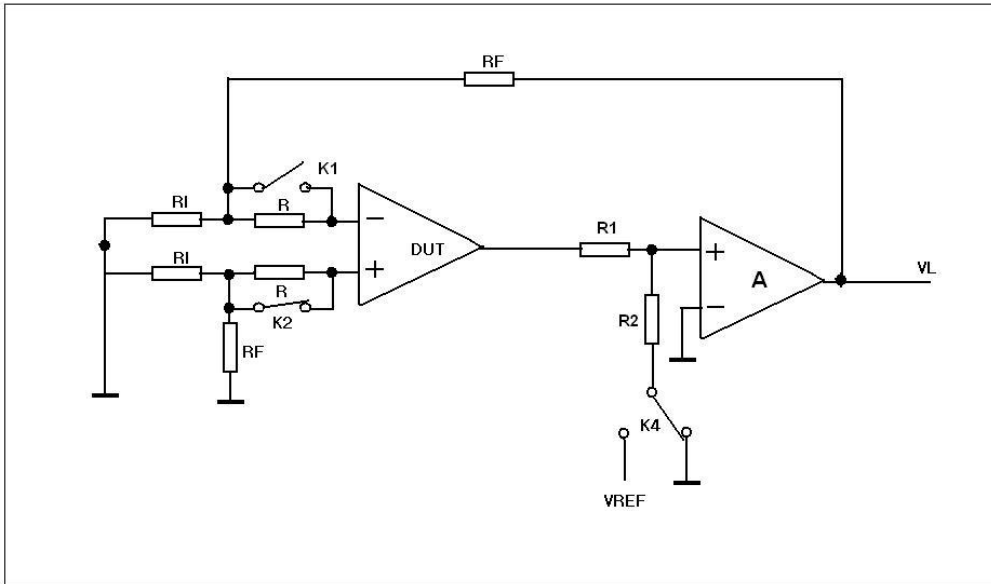 RF
K1
RI
R
−
DUT
R1
+
A
VL
RI
R
+
K2
−
R2
RF
K4
VREF